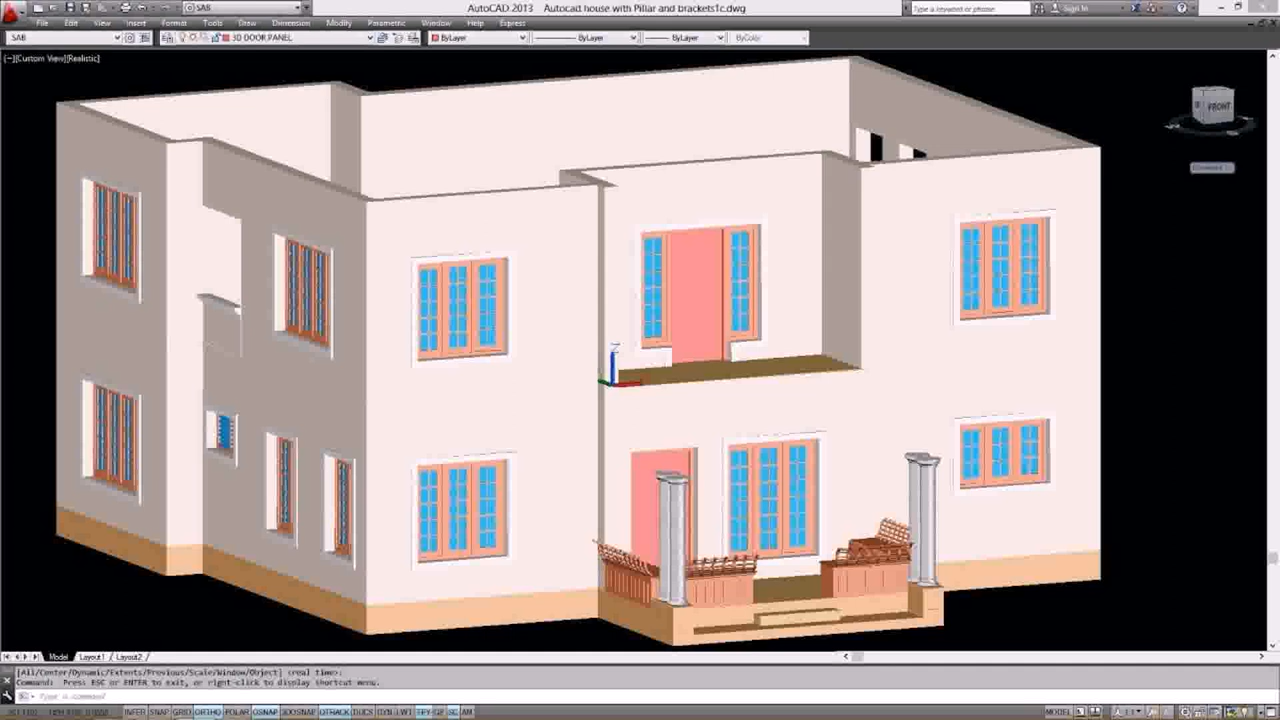 SAB
AutoCAD 2013 Autocad house with Pillar and brackets1c.dwg
Type a keyword or phrase
Sign In
File Edit View Insert Format Tools Draw Dimension Modify Parametric Window Help Express
SAB
3D DOOR PANEL
ByLayer
ByLayer
ByLayer
ByColor
[−][Custom View][Realistic]
FRONT
Z
Model Layout1 Layout2
[All/Center/Dynamic/Extents/Previous/Scale/Window/Object] <real time>:
Command: Press ESC or ENTER to exit, or right-click to display shortcut menu.
Type a command
INFER SNAP GRID ORTHO POLAR OSNAP 3DOSNAP OTRACK DUCS DYN LWT TPY QP SC AM
MODEL